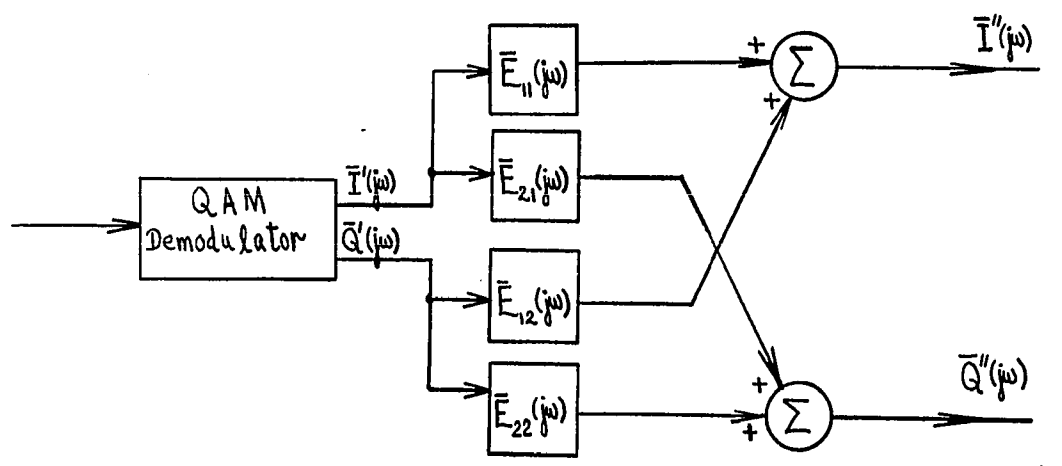 Ē₁₁(jω)
+
Σ
+
Ī''(jω)
Ē₂₁(jω)
QAM
Demodulator
Ī'(jω)
Q̄'(jω)
Ē₁₂(jω)
Ē₂₂(jω)
+
Σ
+
Q̄''(jω)